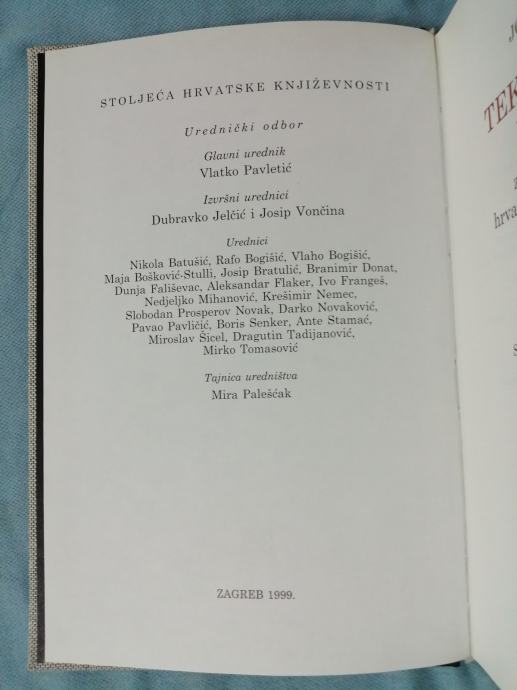 STOLJEĆA HRVATSKE KNJIŽEVNOSTI
Urednički odbor
Glavni urednik
Vlatko Pavletić
Izvršni urednici
Dubravko Jelčić i Josip Vončina
Urednici
Nikola Batušić, Rafo Bogišić, Vlaho Bogišić,
Maja Bošković-Stulli, Josip Bratulić, Branimir Donat,
Dunja Fališevac, Aleksandar Flaker, Ivo Frangeš,
Nedjeljko Mihanović, Krešimir Nemec,
Slobodan Prosperov Novak, Darko Novaković,
Pavao Pavličić, Boris Senker, Ante Stamać,
Miroslav Šicel, Dragutin Tadijanović,
Mirko Tomasović
Tajnica uredništva
Mira Palešćak
ZAGREB 1999.